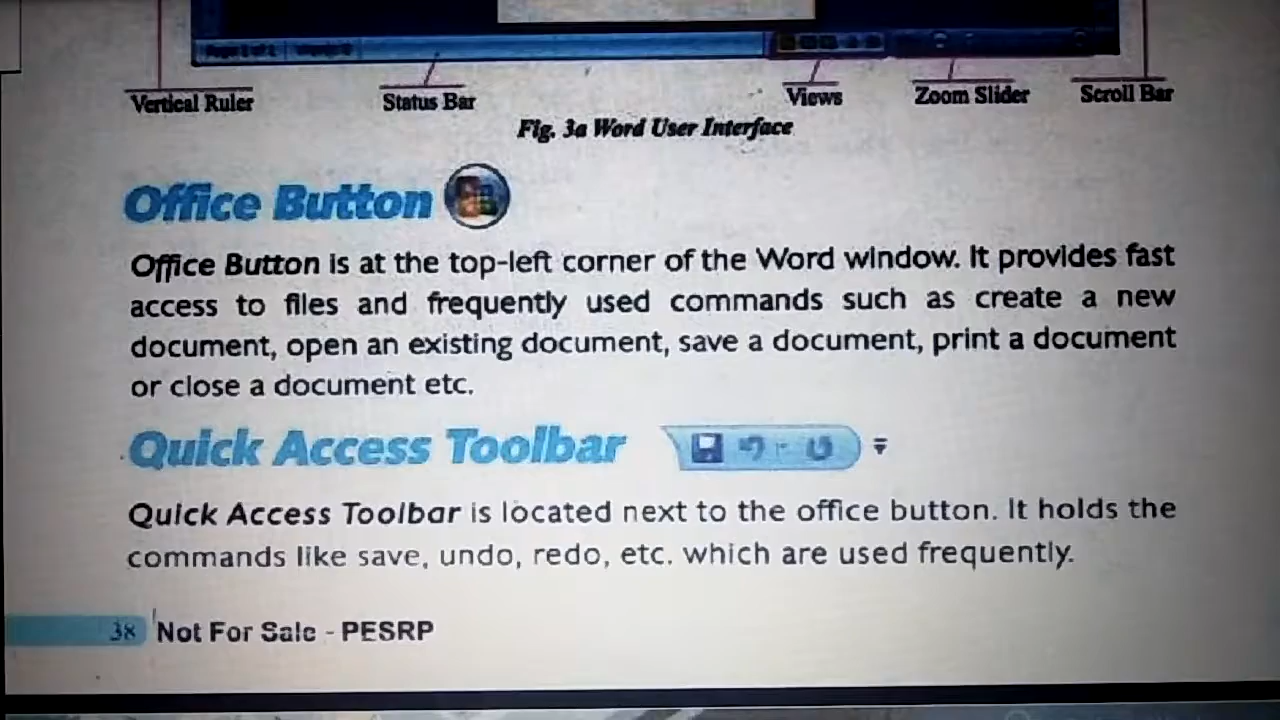 Vertical Ruler
Status Bar
Views
Zoom Slider
Scroll Bar
Fig. 3a Word User Interface
Office Button
Office Button is at the top-left corner of the Word window. It provides fast
access to files and frequently used commands such as create a new
document, open an existing document, save a document, print a document
or close a document etc.
Quick Access Toolbar
Quick Access Toolbar is located next to the office button. It holds the
commands like save, undo, redo, etc. which are used frequently.
38 Not For Sale - PESRP